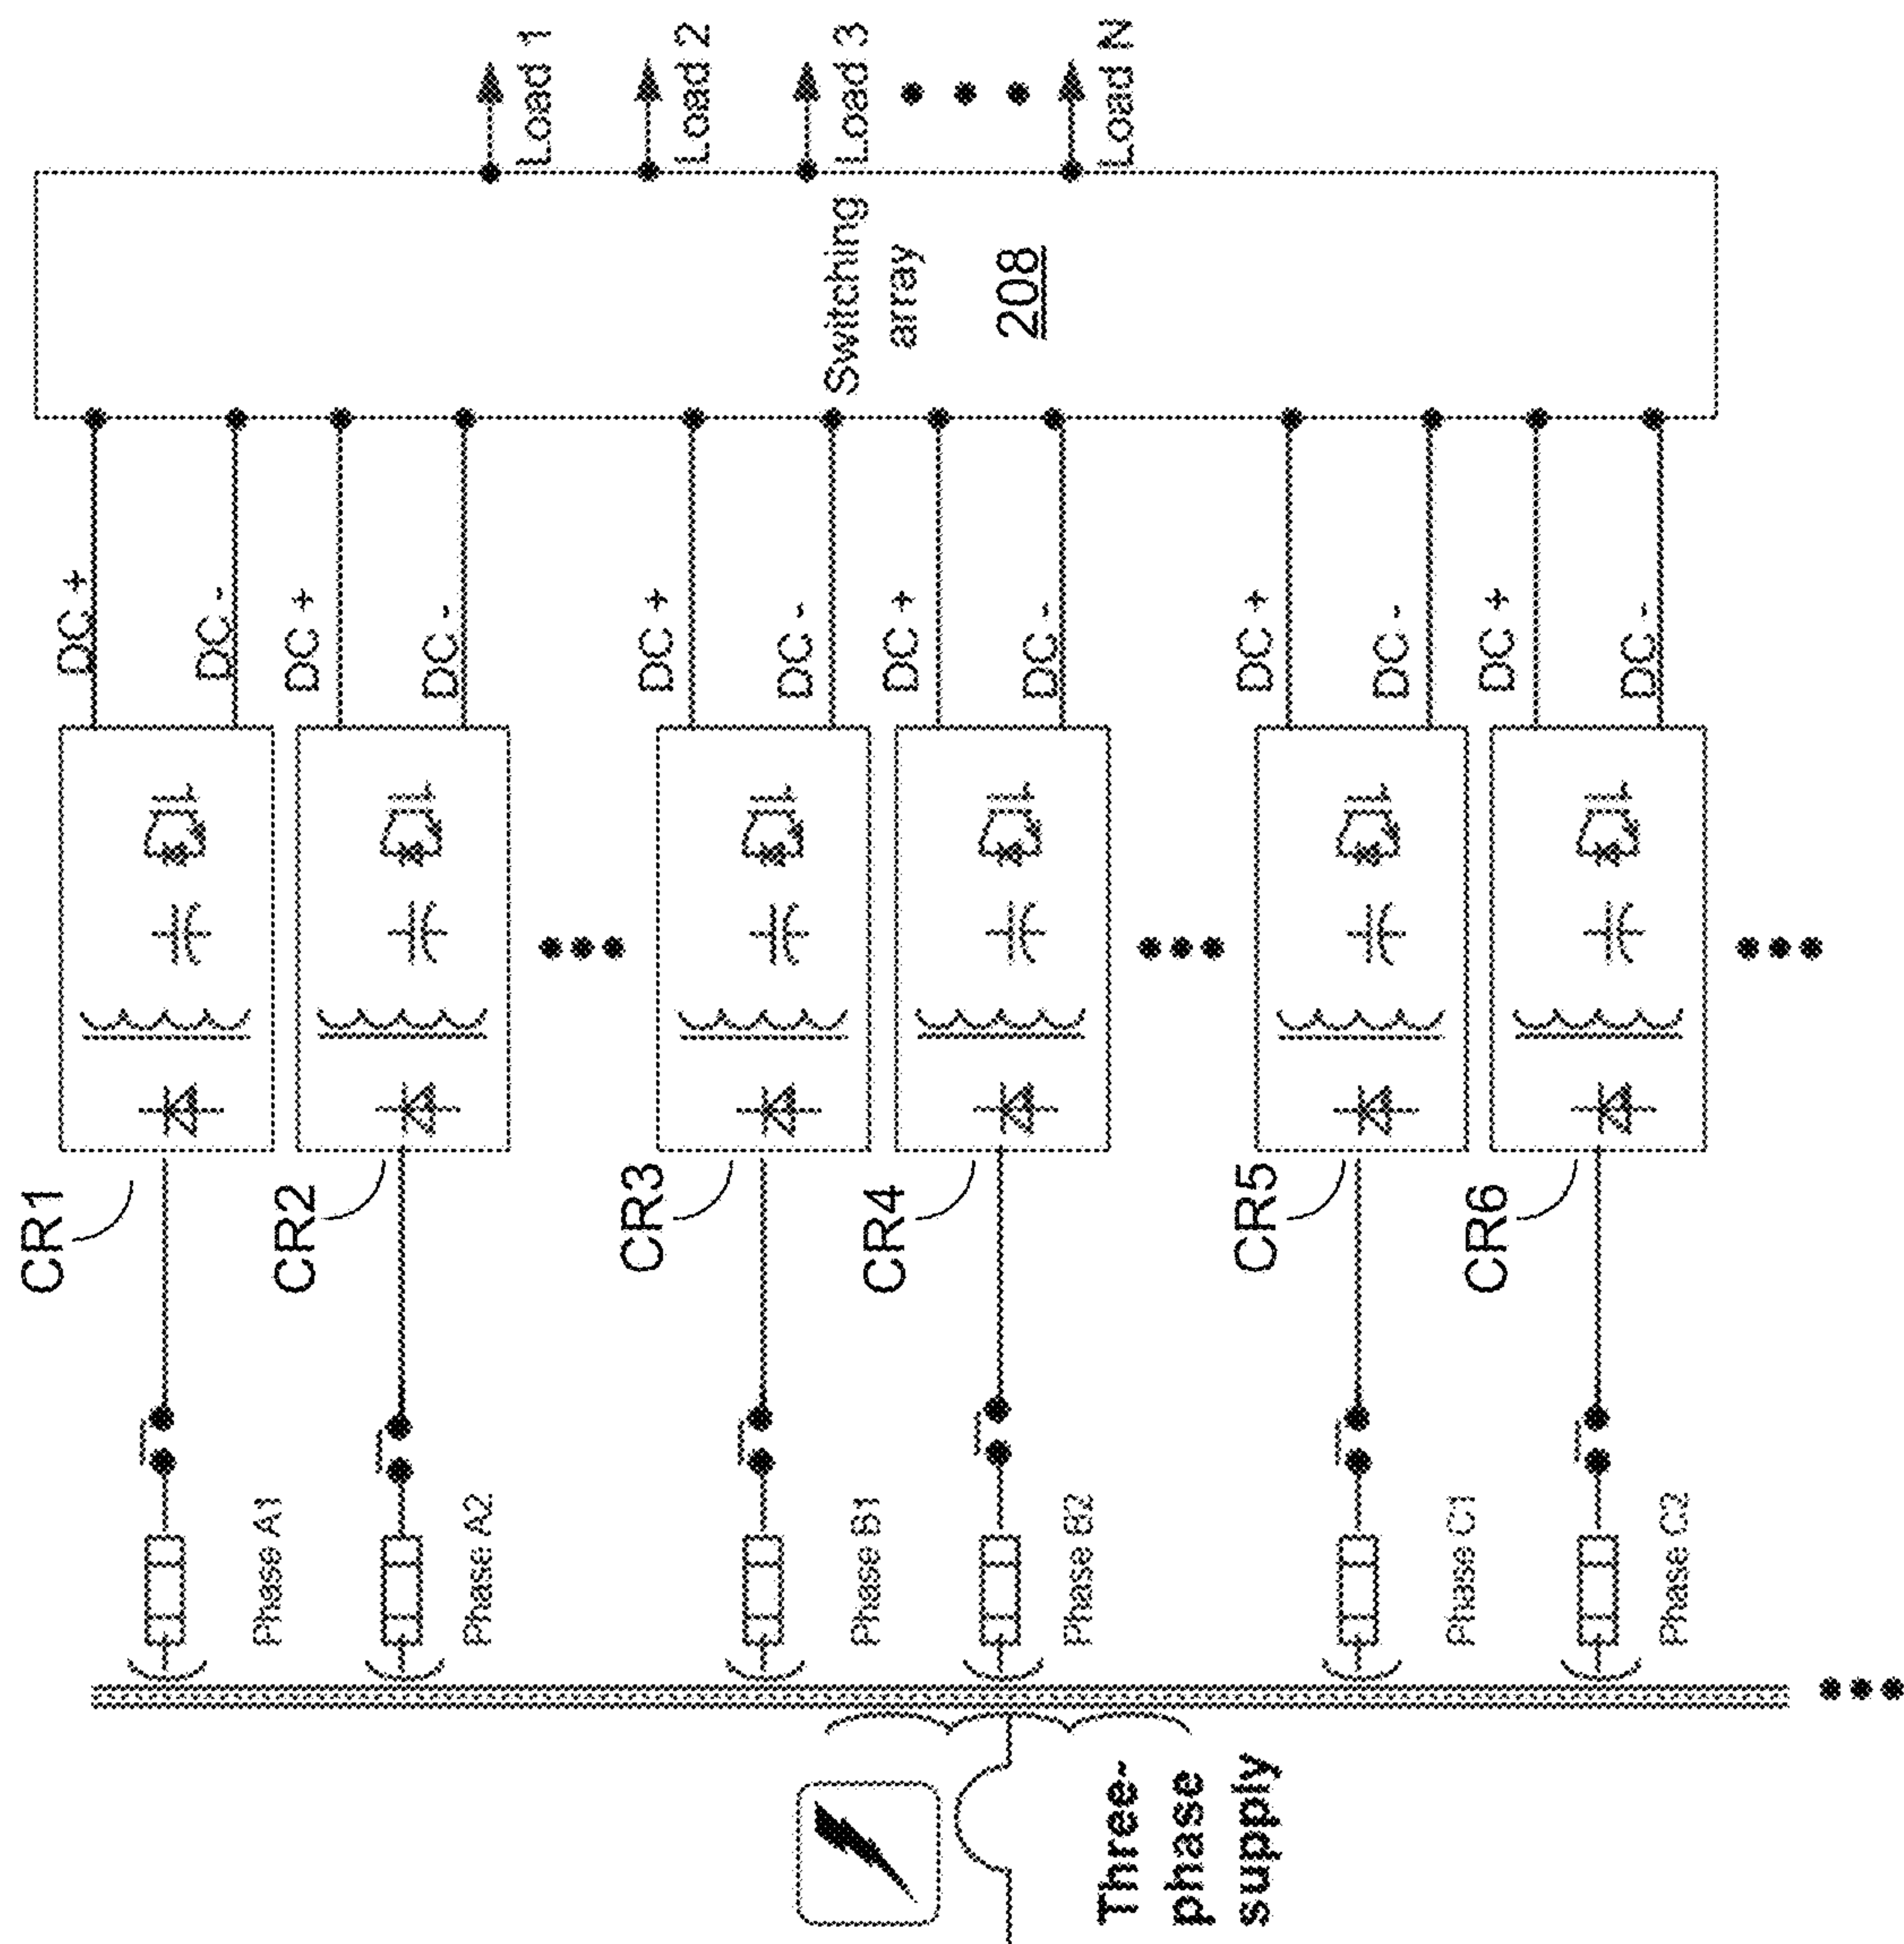 Three-
phase
supply
Phase A1
Phase A2
Phase B1
Phase B2
Phase C1
Phase C2
CR1
CR2
CR3
CR4
CR5
CR6
DC +
DC -
DC +
DC -
DC +
DC -
DC +
DC -
DC +
DC -
DC +
DC -
Switching
array
208
Load 1
Load 2
Load 3
Load N